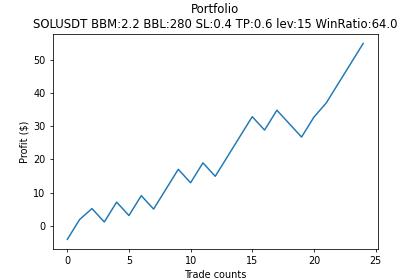 Portfolio
SOLUSDT BBM:2.2 BBL:280 SL:0.4 TP:0.6 lev:15 WinRatio:64.0
50
40
30
20
10
0
Profit ($)
0 5 10 15 20 25
Trade counts